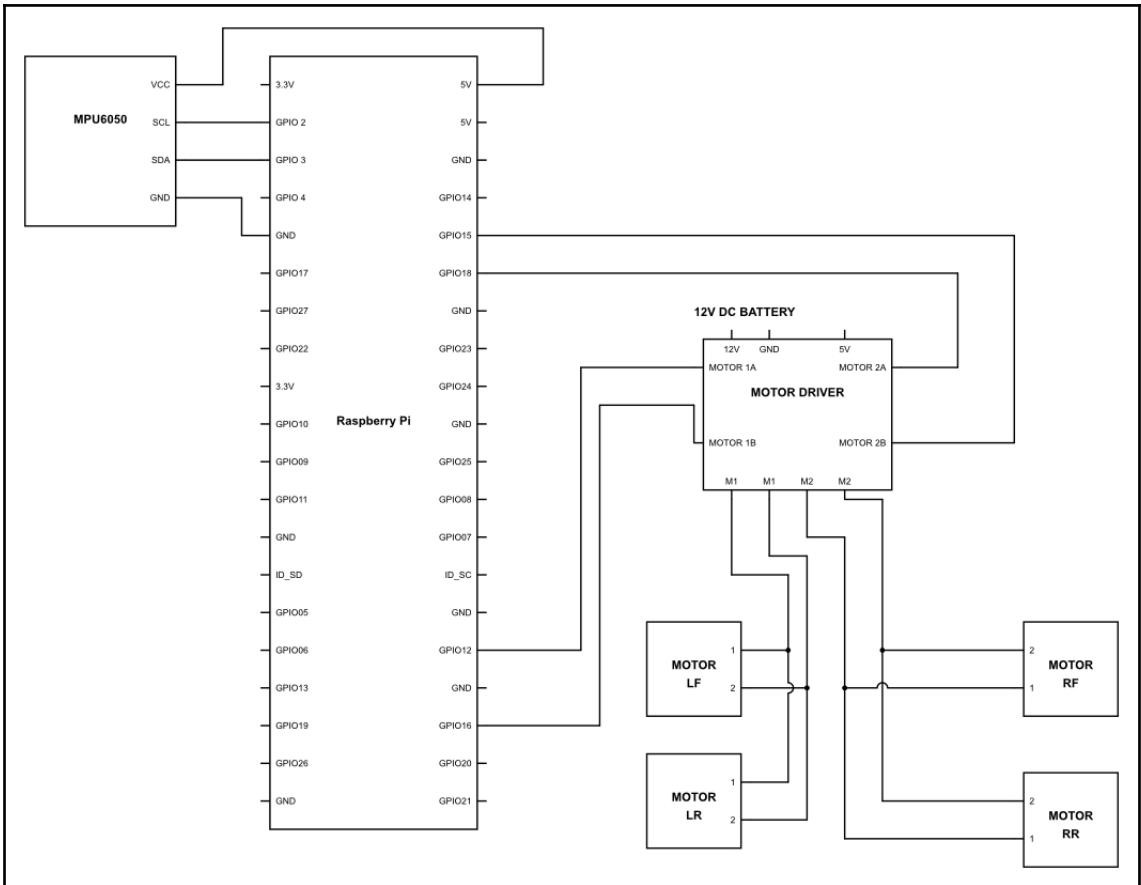 VCC
SCL
SDA
GND
MPU6050
3.3V
GPIO 2
GPIO 3
GPIO 4
GND
GPIO17
GPIO27
GPIO22
3.3V
GPIO10
GPIO09
GPIO11
GND
ID_SD
GPIO05
GPIO06
GPIO13
GPIO19
GPIO26
GND
Raspberry Pi
5V
5V
GND
GPIO14
GPIO15
GPIO18
GND
GPIO23
GPIO24
GND
GPIO25
GPIO08
GPIO07
ID_SC
GND
GPIO12
GND
GPIO16
GPIO20
GPIO21
12V DC BATTERY
12V GND 5V
MOTOR 1A MOTOR 2A
MOTOR DRIVER
MOTOR 1B MOTOR 2B
M1 M1 M2 M2
1
MOTOR
LF
2
1
MOTOR
LR
2
2
MOTOR
RF
1
2
MOTOR
RR
1